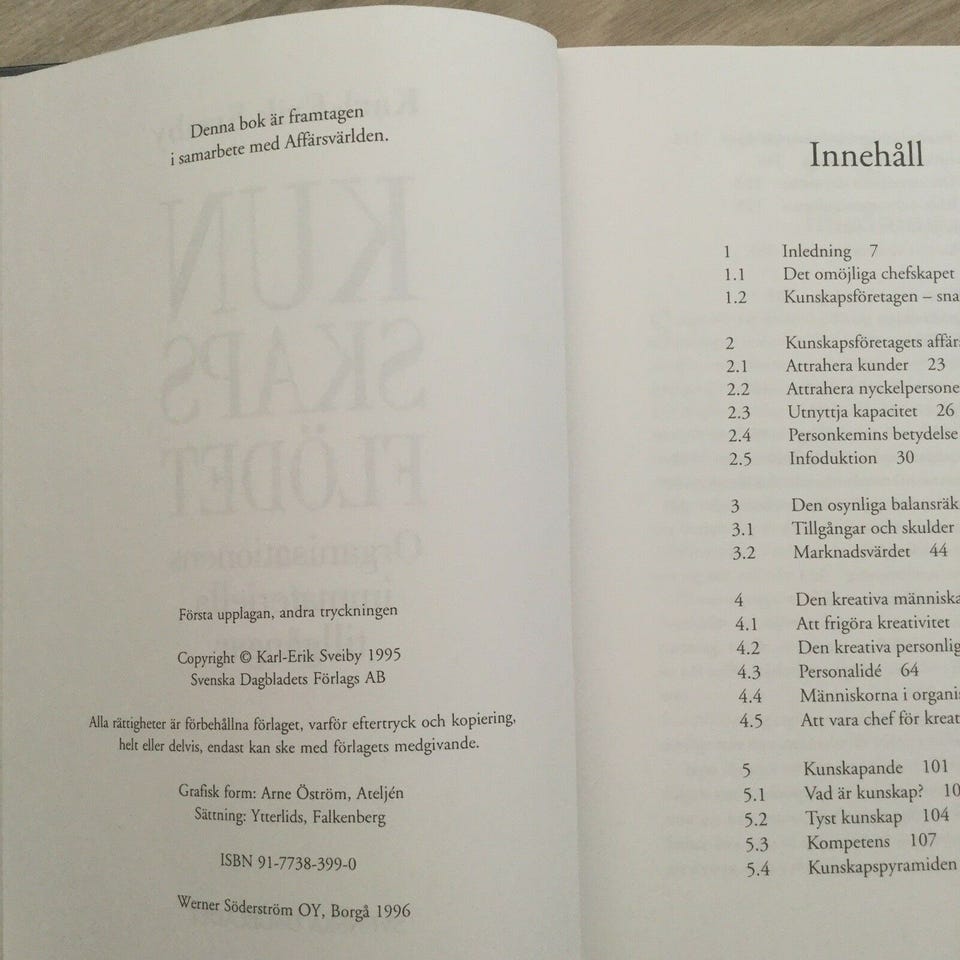 Denna bok är framtagen
i samarbete med Affärsvärlden.
KUN
SKAPS
FLÖDET
Organisationens
immateriella
tillgångar
Första upplagan, andra tryckningen
Copyright © Karl-Erik Sveiby 1995
Svenska Dagbladets Förlags AB
Alla rättigheter är förbehållna förlaget, varför eftertryck och kopiering,
helt eller delvis, endast kan ske med förlagets medgivande.
Grafisk form: Arne Öström, Ateljén
Sättning: Ytterlids, Falkenberg
ISBN 91-7738-399-0
Werner Söderström OY, Borgå 1996
Innehåll
1 Inledning 7
1.1 Det omöjliga chefskapet
1.2 Kunskapsföretagen – sna
2 Kunskapsföretagets affärs
2.1 Attrahera kunder 23
2.2 Attrahera nyckelpersone
2.3 Utnyttja kapacitet 26
2.4 Personkemins betydelse
2.5 Infoduktion 30
3 Den osynliga balansräk
3.1 Tillgångar och skulder
3.2 Marknadsvärdet 44
4 Den kreativa människa
4.1 Att frigöra kreativitet
4.2 Den kreativa personlig
4.3 Personalidé 64
4.4 Människorna i organis
4.5 Att vara chef för kreat
5 Kunskapande 101
5.1 Vad är kunskap? 10
5.2 Tyst kunskap 104
5.3 Kompetens 107
5.4 Kunskapspyramiden